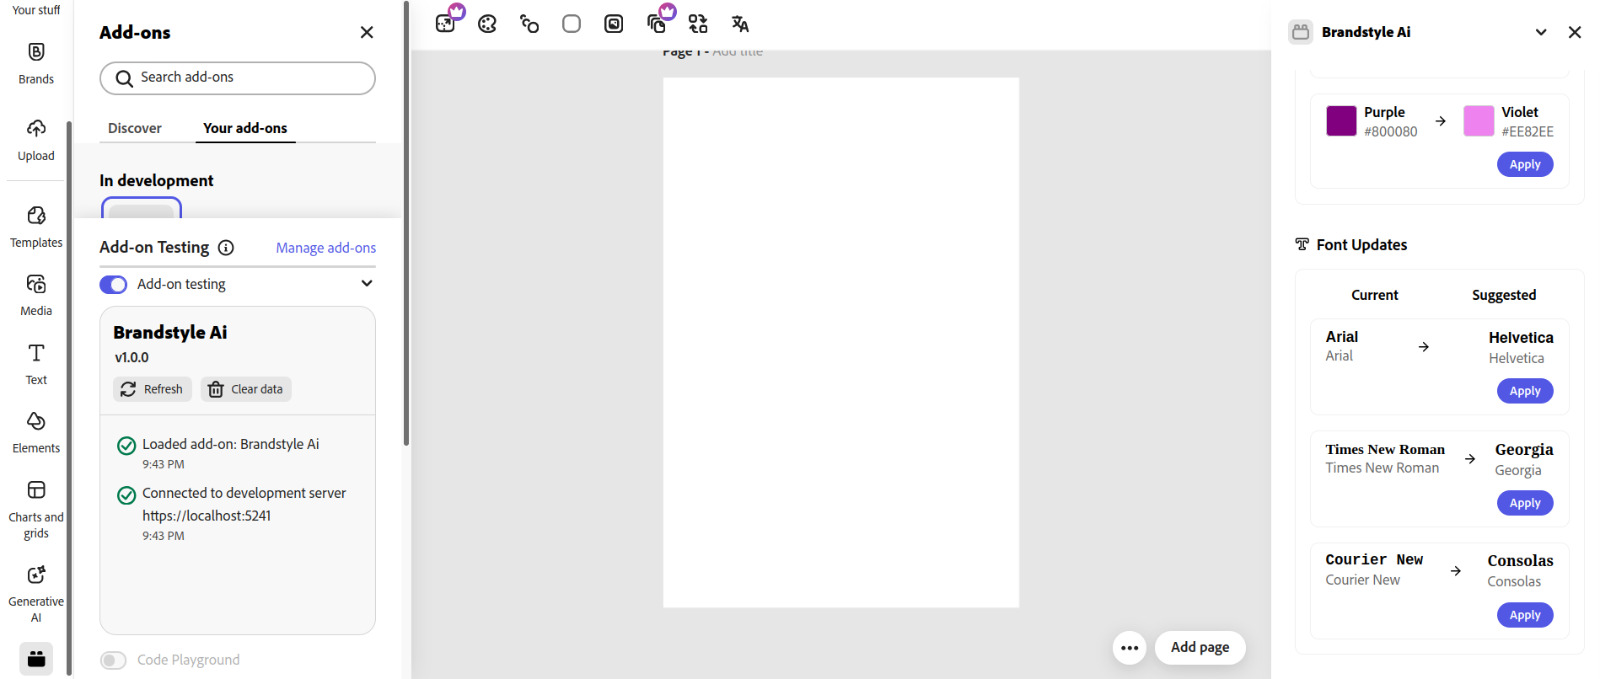 Your stuff
Brands
Upload
Templates
Media
Text
Elements
Charts and
grids
Generative
AI
Add-ons
Search add-ons
Discover
Your add-ons
In development
Add-on Testing
Manage add-ons
Add-on testing
Brandstyle Ai
v1.0.0
Refresh
Clear data
Loaded add-on: Brandstyle Ai
9:43 PM
Connected to development server
https://localhost:5241
9:43 PM
Code Playground
Page 1 - Add title
Add page
Brandstyle Ai
Purple
#800080
Violet
#EE82EE
Apply
Font Updates
Current
Suggested
Arial
Arial
Helvetica
Helvetica
Apply
Times New Roman
Times New Roman
Georgia
Georgia
Apply
Courier New
Courier New
Consolas
Consolas
Apply